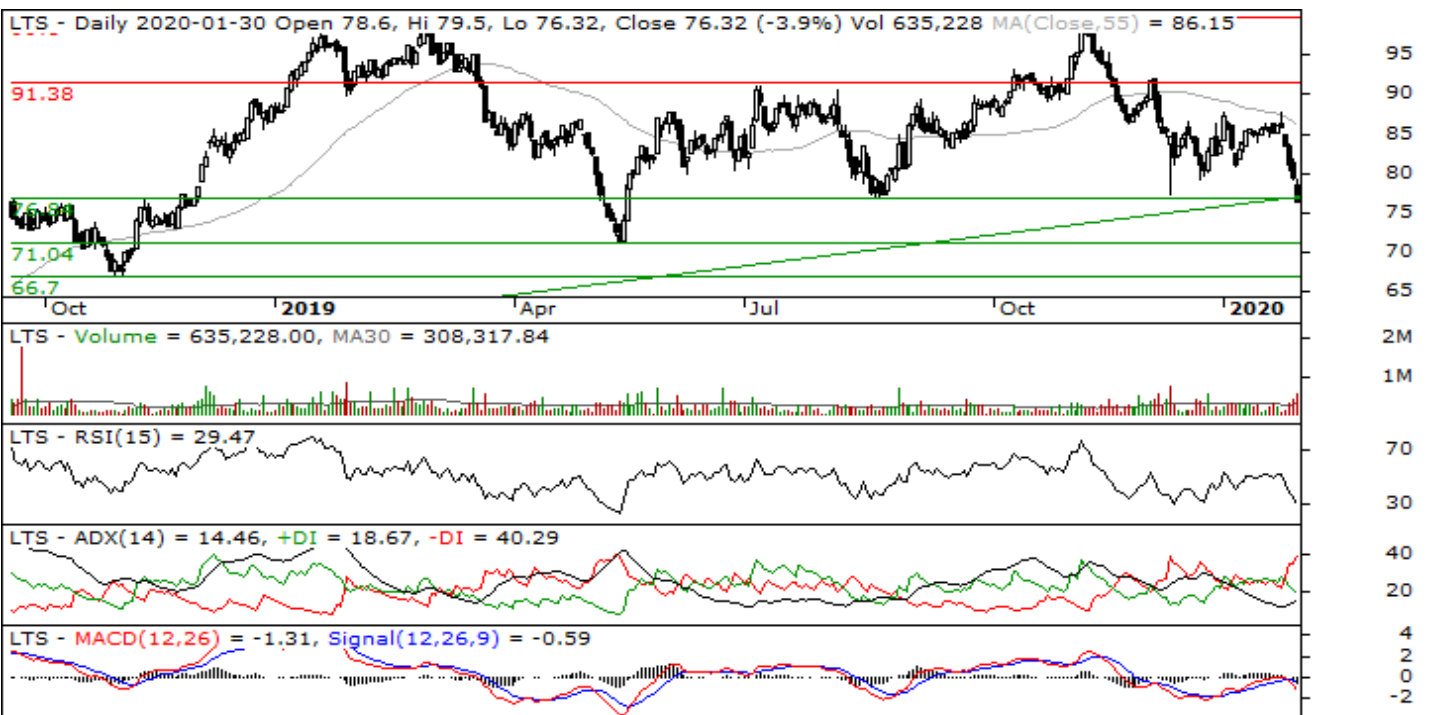 LTS - Daily 2020-01-30 Open 78.6, Hi 79.5, Lo 76.32, Close 76.32 (-3.9%) Vol 635,228 MA(Close,55) = 86.15
95
91.38
90
85
80
76.84
75
71.04
70
66.7
65
Oct 2019 Apr Jul Oct 2020
LTS - Volume = 635,228.00, MA30 = 308,317.84
2M
1M
LTS - RSI(15) = 29.47
70
30
LTS - ADX(14) = 14.46, +DI = 18.67, -DI = 40.29
40
20
LTS - MACD(12,26) = -1.31, Signal(12,26,9) = -0.59
4
2
0
-2